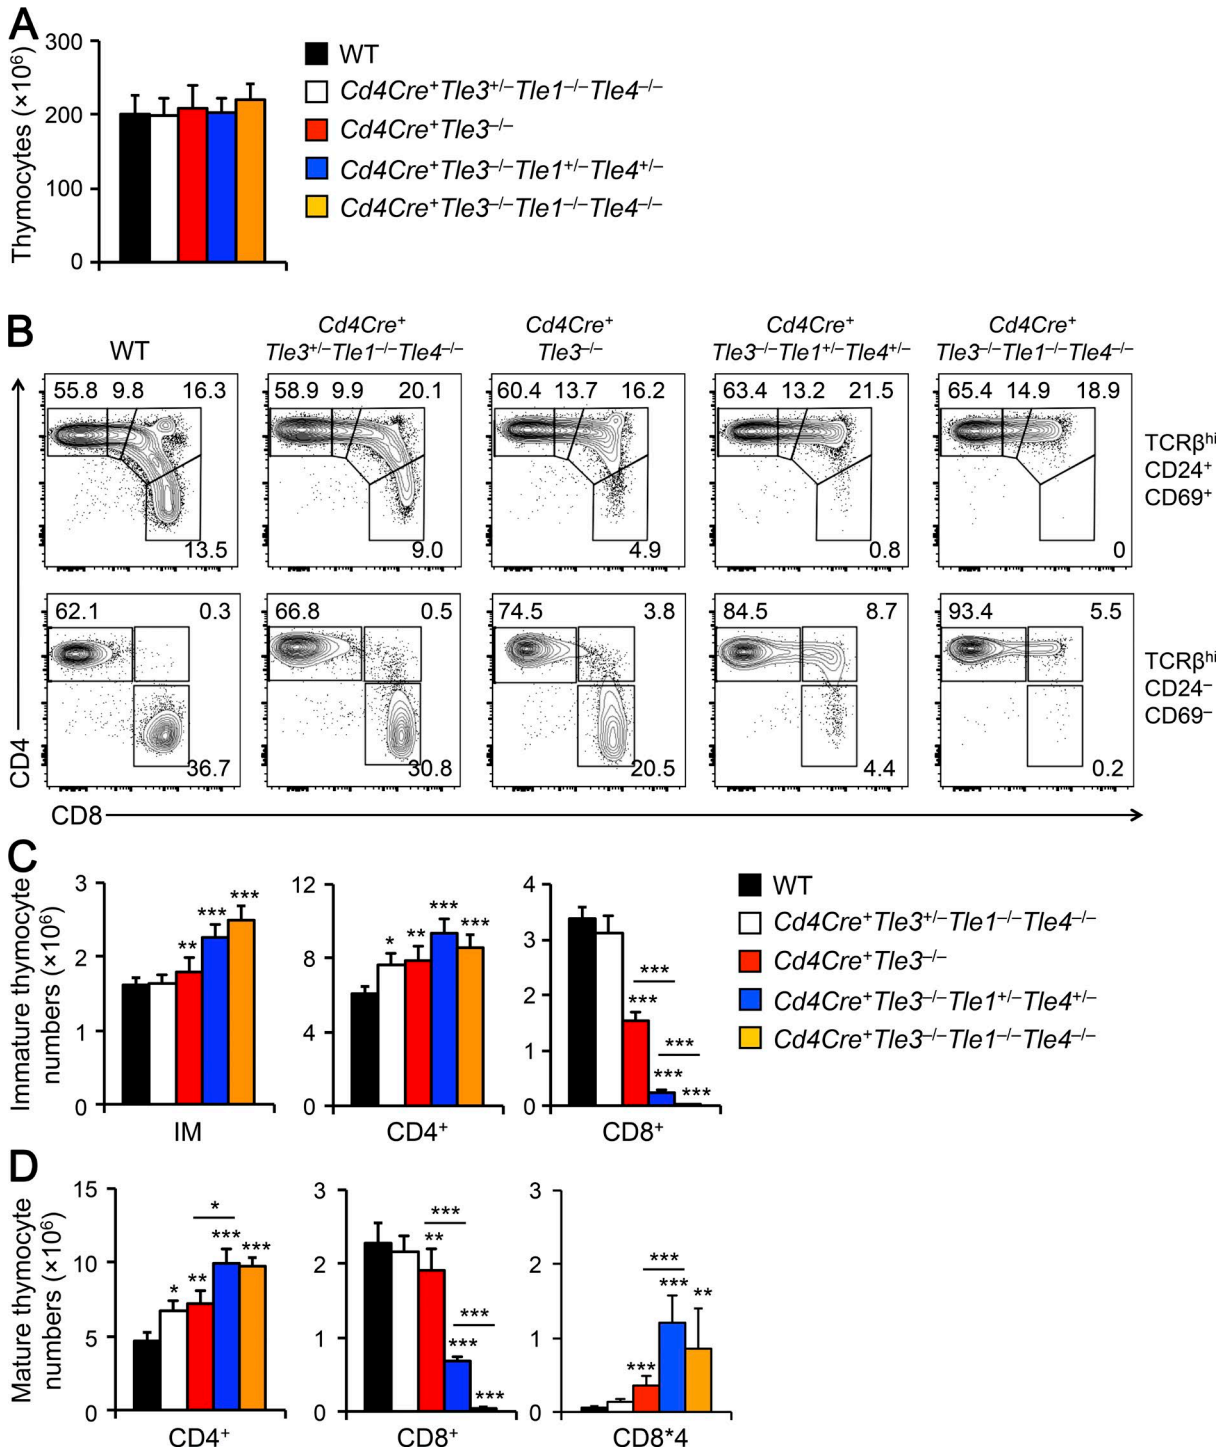 A
Thymocytes (×10⁶)
300
200
100
0
WT
Cd4Cre⁺Tle3⁺/⁻Tle1⁻/⁻Tle4⁻/⁻
Cd4Cre⁺Tle3⁻/⁻
Cd4Cre⁺Tle3⁻/⁻Tle1⁺/⁻Tle4⁺/⁻
Cd4Cre⁺Tle3⁻/⁻Tle1⁻/⁻Tle4⁻/⁻
B
WT
Cd4Cre⁺
Tle3⁺/⁻Tle1⁻/⁻Tle4⁻/⁻
Cd4Cre⁺
Tle3⁻/⁻
Cd4Cre⁺
Tle3⁻/⁻Tle1⁺/⁻Tle4⁺/⁻
Cd4Cre⁺
Tle3⁻/⁻Tle1⁻/⁻Tle4⁻/⁻
55.8 9.8 16.3
13.5
58.9 9.9 20.1
9.0
60.4 13.7 16.2
4.9
63.4 13.2 21.5
0.8
65.4 14.9 18.9
0
TCRβʰⁱ
CD24⁺
CD69⁺
62.1 0.3
36.7
66.8 0.5
30.8
74.5 3.8
20.5
84.5 8.7
4.4
93.4 5.5
0.2
TCRβʰⁱ
CD24⁻
CD69⁻
CD4
CD8
C
Immature thymocyte
numbers (×10⁶)
3
2
1
0
**
***
***
IM
12
8
4
0
*
**
***
***
CD4⁺
4
3
2
1
0
***
***
***
***
***
CD8⁺
WT
Cd4Cre⁺Tle3⁺/⁻Tle1⁻/⁻Tle4⁻/⁻
Cd4Cre⁺Tle3⁻/⁻
Cd4Cre⁺Tle3⁻/⁻Tle1⁺/⁻Tle4⁺/⁻
Cd4Cre⁺Tle3⁻/⁻Tle1⁻/⁻Tle4⁻/⁻
D
Mature thymocyte
numbers (×10⁶)
15
10
5
0
*
*
**
***
***
CD4⁺
3
2
1
0
***
**
***
***
***
CD8⁺
3
2
1
0
***
***
***
**
CD8*4